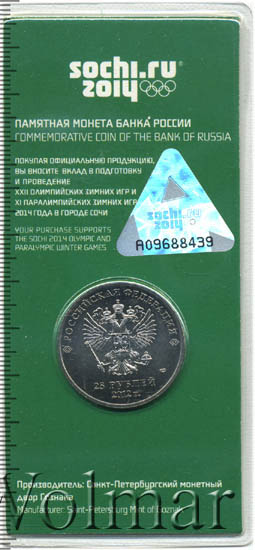 sochi.ru
2014
ПАМЯТНАЯ МОНЕТА БАНКА РОССИИ
COMMEMORATIVE COIN OF THE BANK OF RUSSIA
ПОКУПАЯ ОФИЦИАЛЬНУЮ ПРОДУКЦИЮ,
ВЫ ВНОСИТЕ ВКЛАД В ПОДГОТОВКУ
И ПРОВЕДЕНИЕ
XXII ОЛИМПИЙСКИХ ЗИМНИХ ИГР И
XI ПАРАЛИМПИЙСКИХ ЗИМНИХ ИГР
2014 ГОДА В ГОРОДЕ СОЧИ
YOUR PURCHASE SUPPORTS
THE SOCHI 2014 OLYMPIC AND
PARALYMPIC WINTER GAMES
sochi.ru
2014
A09688439
РОССИЙСКАЯ ФЕДЕРАЦИЯ
25 РУБЛЕЙ
2012 г.
Производитель: Санкт-Петербургский монетный
двор Гознака
Manufacturer: Saint-Petersburg Mint of Goznak
Volmar